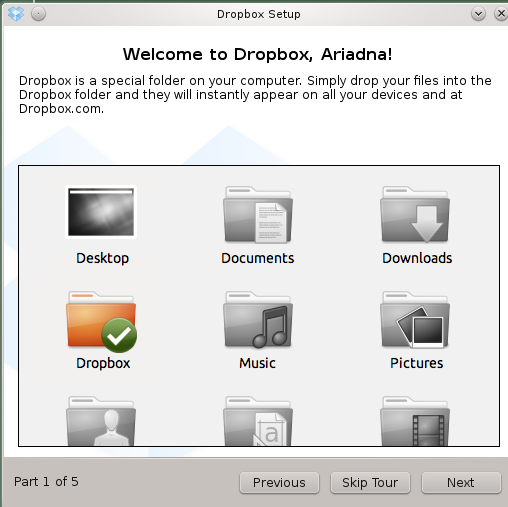 Dropbox Setup
Welcome to Dropbox, Ariadna!
Dropbox is a special folder on your computer. Simply drop your files into the
Dropbox folder and they will instantly appear on all your devices and at
Dropbox.com.
Desktop
Documents
Downloads
Dropbox
Music
Pictures
a
Part 1 of 5
Previous
Skip Tour
Next